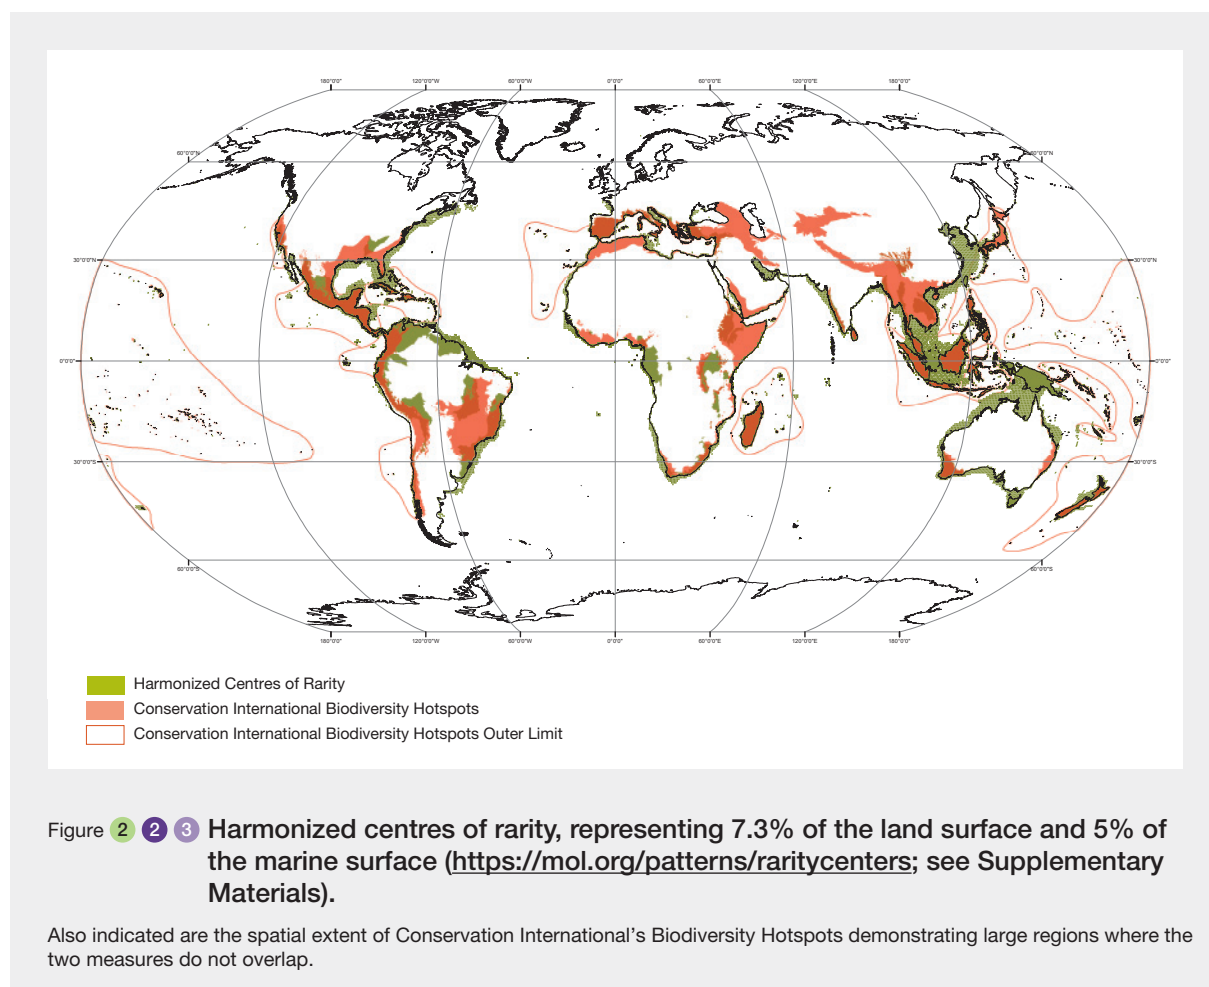 180°0'0" 120°0'0"W 60°0'0"W 0°0'0" 60°0'0"E 120°0'0"E 180°0'0"
60°0'0"N 60°0'0"N
30°0'0"N 30°0'0"N
0°0'0" 0°0'0"
30°0'0"S 30°0'0"S
60°0'0"S 60°0'0"S
180°0'0" 120°0'0"W 60°0'0"W 0°0'0" 60°0'0"E 120°0'0"E 180°0'0"
Harmonized Centres of Rarity
Conservation International Biodiversity Hotspots
Conservation International Biodiversity Hotspots Outer Limit
Figure 2 2 3 Harmonized centres of rarity, representing 7.3% of the land surface and 5% of
the marine surface (https://mol.org/patterns/raritycenters; see Supplementary
Materials).
Also indicated are the spatial extent of Conservation International’s Biodiversity Hotspots demonstrating large regions where the
two measures do not overlap.